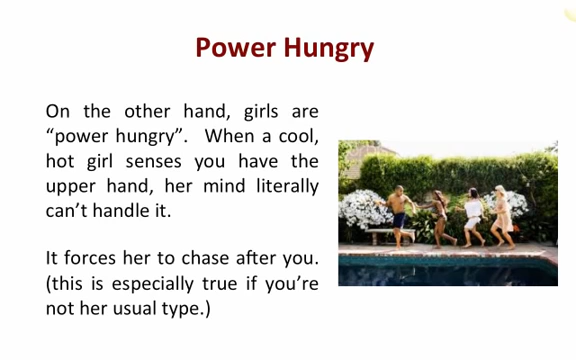 Power Hungry
On the other hand, girls are
“power hungry”. When a cool,
hot girl senses you have the
upper hand, her mind literally
can’t handle it.
It forces her to chase after you.
(this is especially true if you’re
not her usual type.)